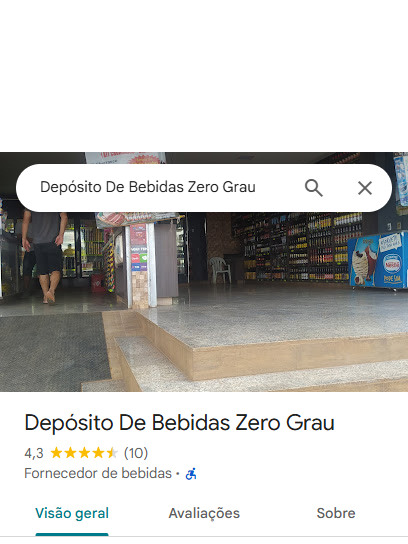 Depósito De Bebidas Zero Grau
Nestlé
Depósito De Bebidas Zero Grau
4,3 (10)
Fornecedor de bebidas ·
Visão geral
Avaliações
Sobre